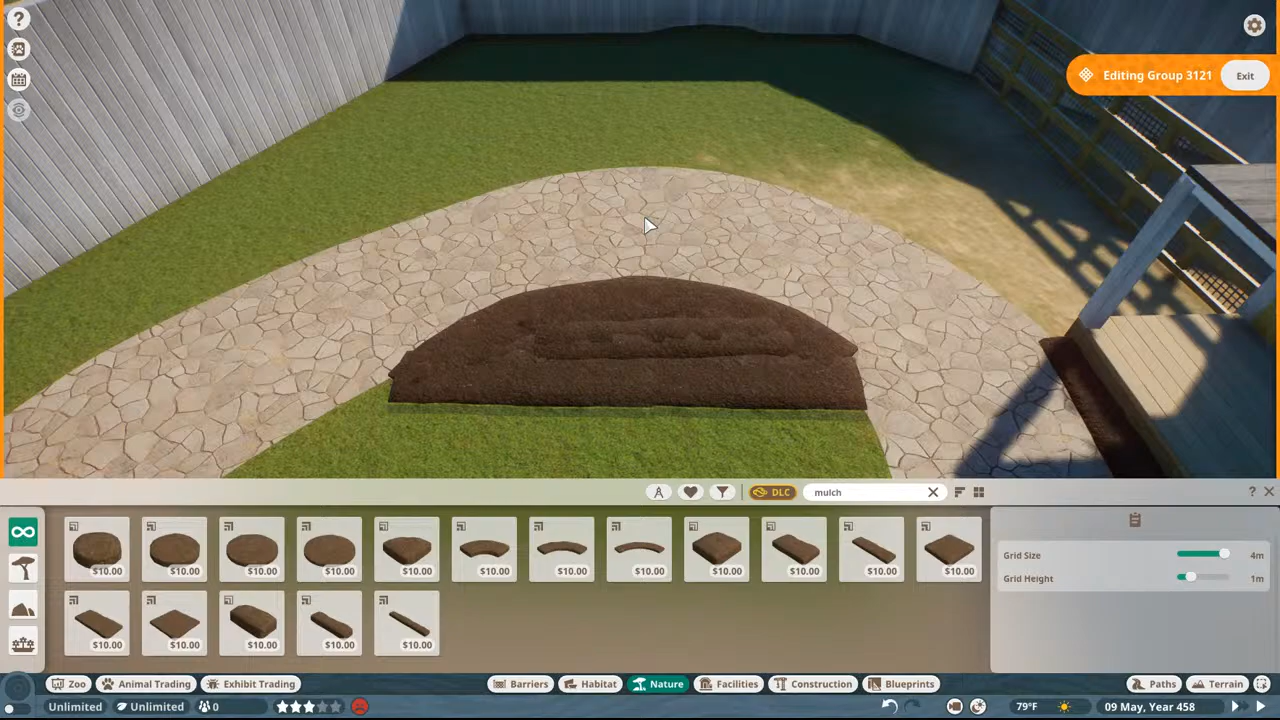 ?
Editing Group 3121 Exit
DLC mulch
?
$10.00 $10.00 $10.00 $10.00 $10.00 $10.00 $10.00 $10.00 $10.00 $10.00 $10.00 $10.00
$10.00 $10.00 $10.00 $10.00 $10.00
Grid Size 4m
Grid Height 1m
Zoo Animal Trading Exhibit Trading Barriers Habitat Nature Facilities Construction Blueprints Paths Terrain
Unlimited Unlimited 0 79°F 09 May, Year 458